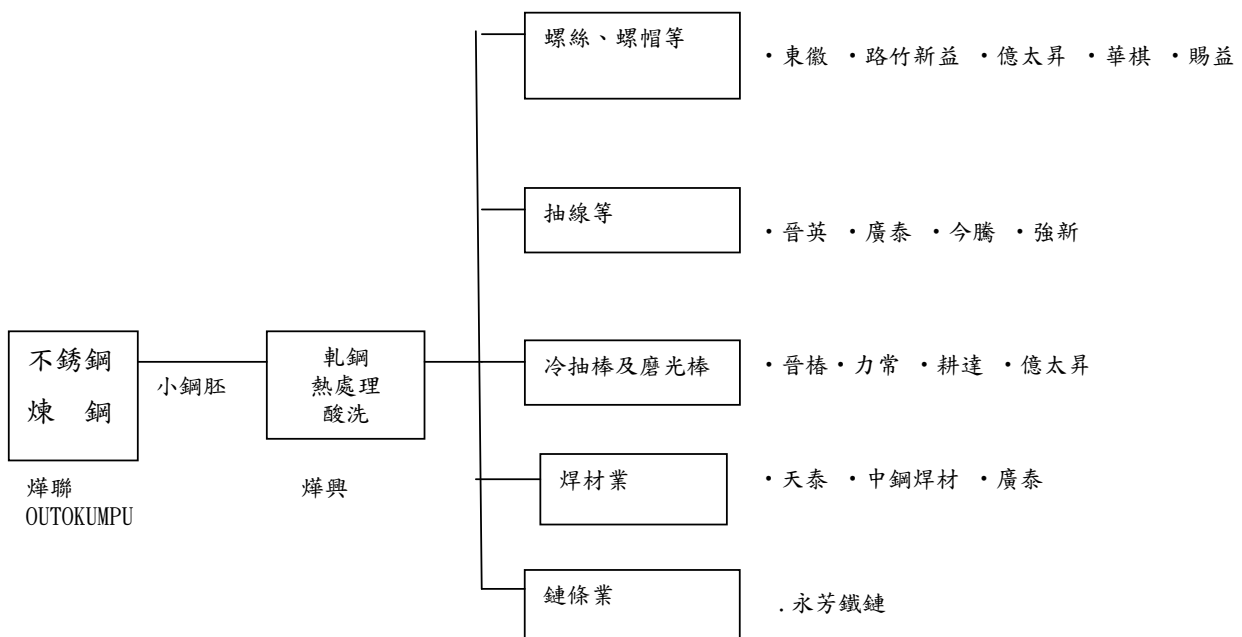 螺絲、螺帽等
・東徽 ・路竹新益 ・億太昇 ・華棋 ・賜益
抽線等
・晉英 ・廣泰 ・今騰 ・強新
不銹鋼
煉 鋼
小鋼胚
軋鋼
熱處理
酸洗
冷抽棒及磨光棒
・晉椿・力常 ・耕達 ・億太昇
燁聯
OUTOKUMPU
燁興
焊材業
・天泰 ・中鋼焊材 ・廣泰
鏈條業
.永芳鐵鏈